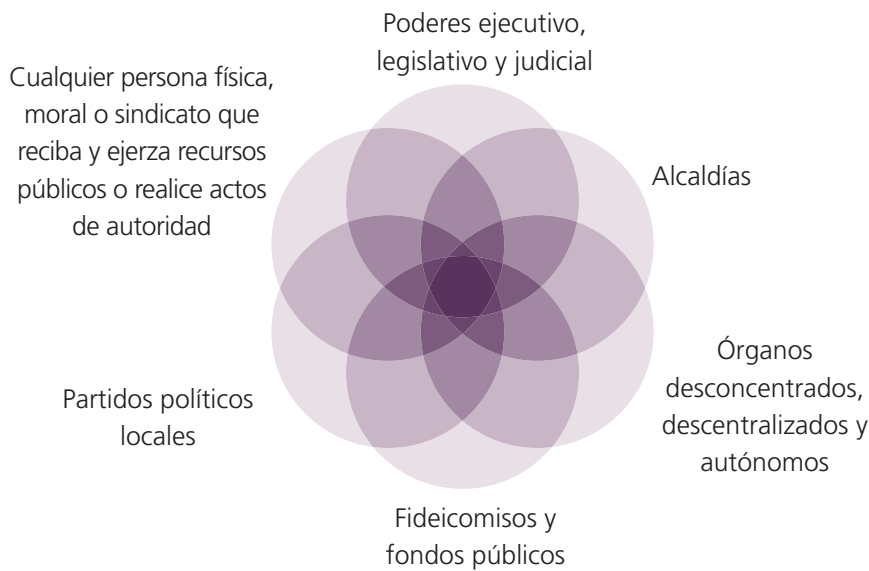 Poderes ejecutivo,
legislativo y judicial
Cualquier persona física,
moral o sindicato que
reciba y ejerza recursos
públicos o realice actos
de autoridad
Alcaldías
Órganos
desconcentrados,
descentralizados y
autónomos
Partidos políticos
locales
Fideicomisos y
fondos públicos